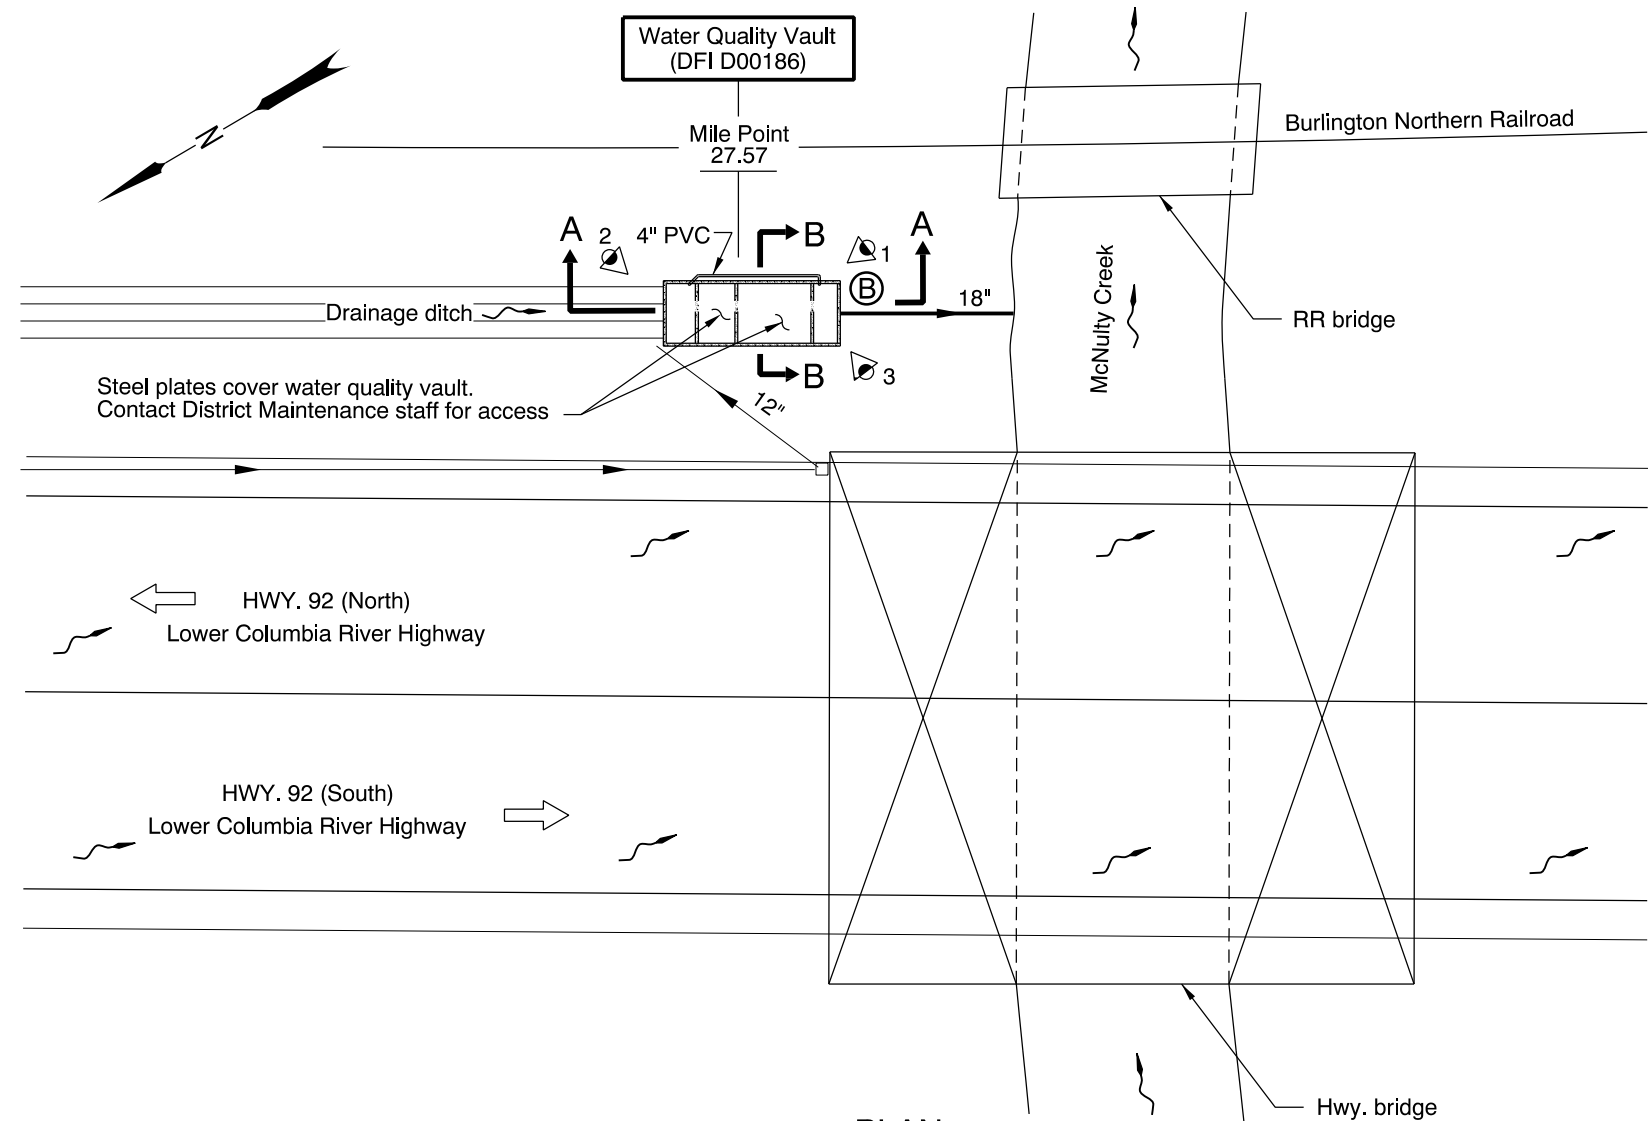 Water Quality Vault
(DFI D00186)
N
Mile Point
27.57
Burlington Northern Railroad
A
2
4" PVC
B
1
A
B
18"
Drainage ditch
McNulty Creek
RR bridge
B
3
Steel plates cover water quality vault.
Contact District Maintenance staff for access
12"
HWY. 92 (North)
Lower Columbia River Highway
HWY. 92 (South)
Lower Columbia River Highway
Hwy. bridge
PLAN